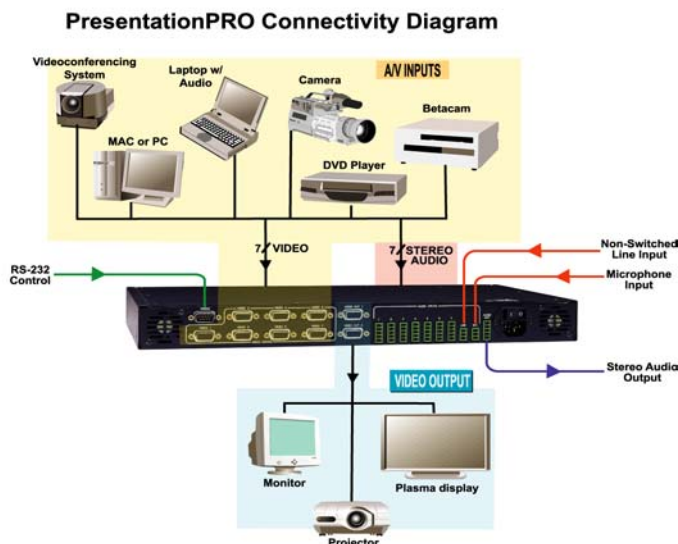 PresentationPRO Connectivity Diagram
Videoconferencing
System
Laptop w/
Audio
Camera
A/V INPUTS
Betacam
MAC or PC
DVD Player
7 VIDEO
7 STEREO
AUDIO
Non-Switched
Line Input
RS-232
Control
Microphone
Input
Stereo Audio
Output
VIDEO OUTPUT
Monitor
Plasma display
Projector